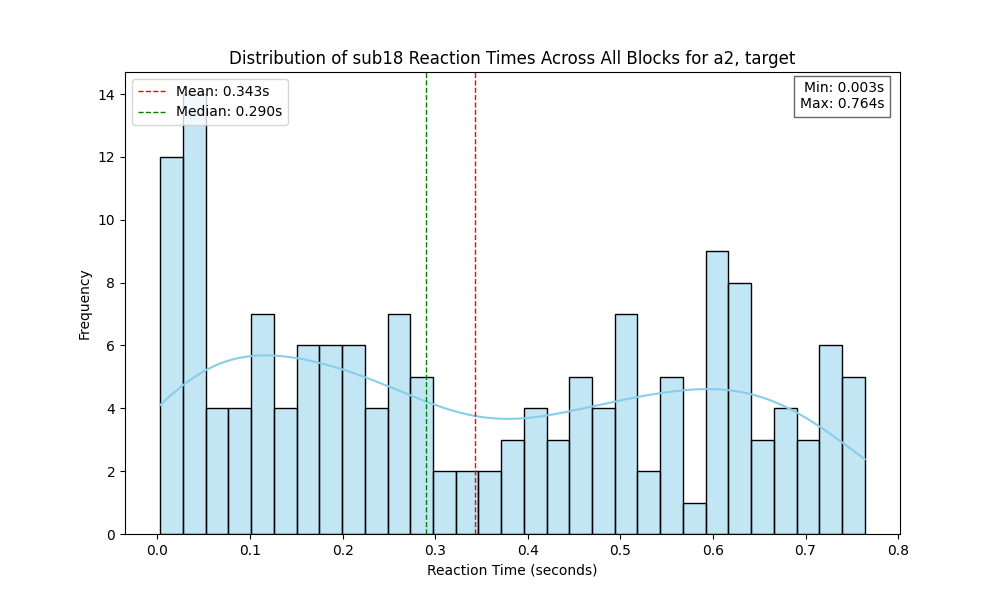 Distribution of sub18 Reaction Times Across All Blocks for a2, target
Mean: 0.343s
Median: 0.290s
Min: 0.003s
Max: 0.764s
Frequency
14
12
10
8
6
4
2
0
0.0 0.1 0.2 0.3 0.4 0.5 0.6 0.7 0.8
Reaction Time (seconds)